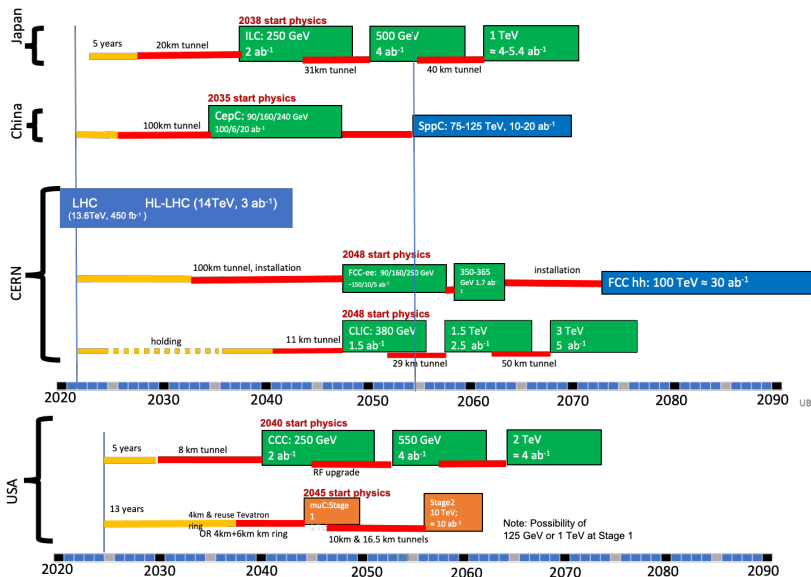 Japan
2038 start physics
5 years
20km tunnel
ILC: 250 GeV
2 ab-1
500 GeV
4 ab-1
1 TeV
≈ 4-5.4 ab-1
31km tunnel
40 km tunnel
China
2035 start physics
100km tunnel
CepC: 90/160/240 GeV
100/6/20 ab-1
SppC: 75-125 TeV, 10-20 ab-1
CERN
LHC HL-LHC (14TeV, 3 ab-1)
(13.6TeV, 450 fb-1)
2048 start physics
100km tunnel, installation
FCC-ee: 90/160/250 GeV
~150/10/5 ab-1
350-365
GeV 1.7 ab-1
installation
FCC hh: 100 TeV ≈ 30 ab-1
2048 start physics
holding
11 km tunnel
CLIC: 380 GeV
1.5 ab-1
1.5 TeV
2.5 ab-1
3 TeV
5 ab-1
29 km tunnel
50 km tunnel
2020 2030 2040 2050 2060 2070 2080 2090
UB
USA
2040 start physics
5 years
8 km tunnel
CCC: 250 GeV
2 ab-1
550 GeV
4 ab-1
2 TeV
≈ 4 ab-1
RF upgrade
2045 start physics
13 years
4km & reuse Tevatron
ring
OR 4km+6km km ring
muC:Stage
1
Stage2
10 TeV;
≈ 10 ab-1
10km & 16.5 km tunnels
Note: Possibility of
125 GeV or 1 TeV at Stage 1
2020 2030 2040 2050 2060 2070 2080 2090